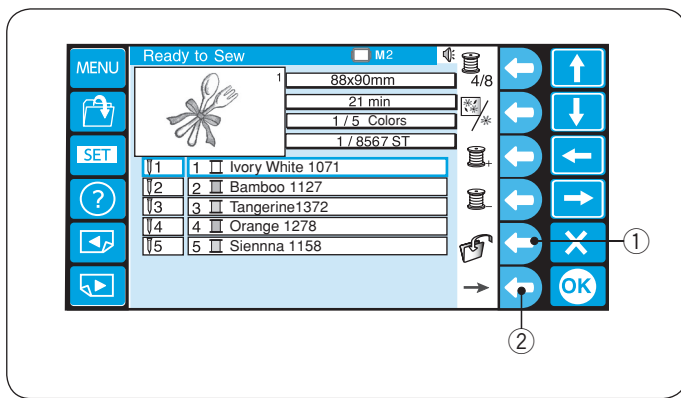 MENU Ready to Sew M2
1 88x90mm 4/8
21 min
SET 1 / 5 Colors
1 / 8567 ST
1 1 Ivory White 1071 +
? 2 2 Bamboo 1127
3 3 Tangerine1372 -
4 4 Orange 1278
5 5 Siennna 1158 X 1
OK
2